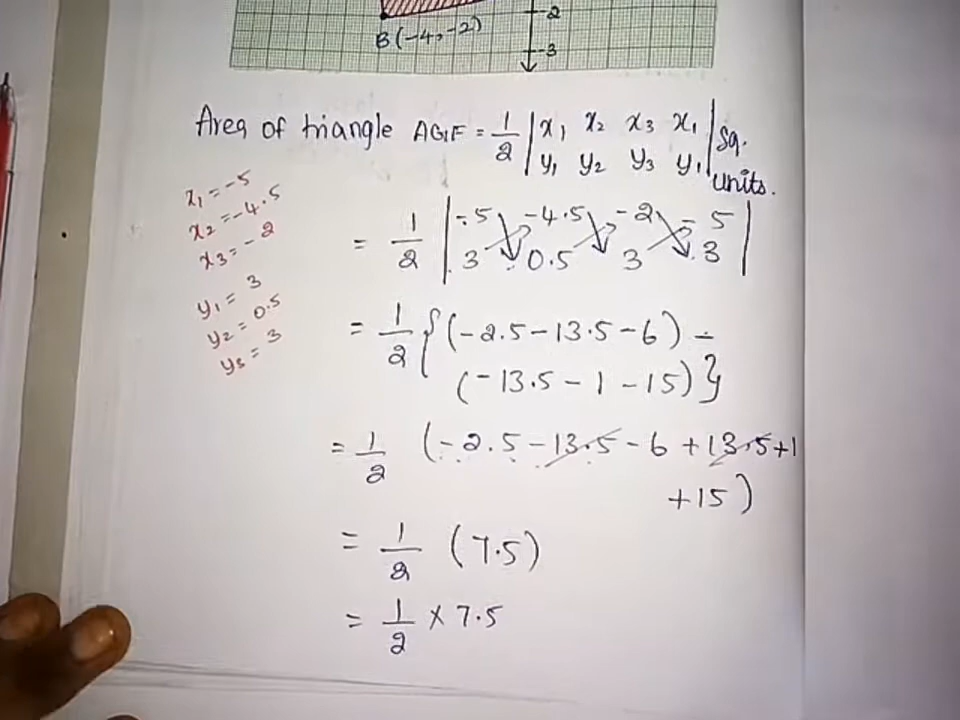 -2
B(-4,-2)
-3
Area of triangle AGF = 1/2 | x₁ x₂ x₃ x₁ | Sq.
y₁ y₂ y₃ y₁ units.
x₁ = -5
x₂ = -4.5
x₃ = -2
y₁ = 3
y₂ = 0.5
y₃ = 3
= 1/2 | -5 -4.5 -2 -5 |
3 0.5 3 3
= 1/2 {(-2.5-13.5-6) -
(-13.5-1-15)}
= 1/2 (-2.5-13.5-6+13.5+1
+15)
= 1/2 (7.5)
= 1/2 × 7.5